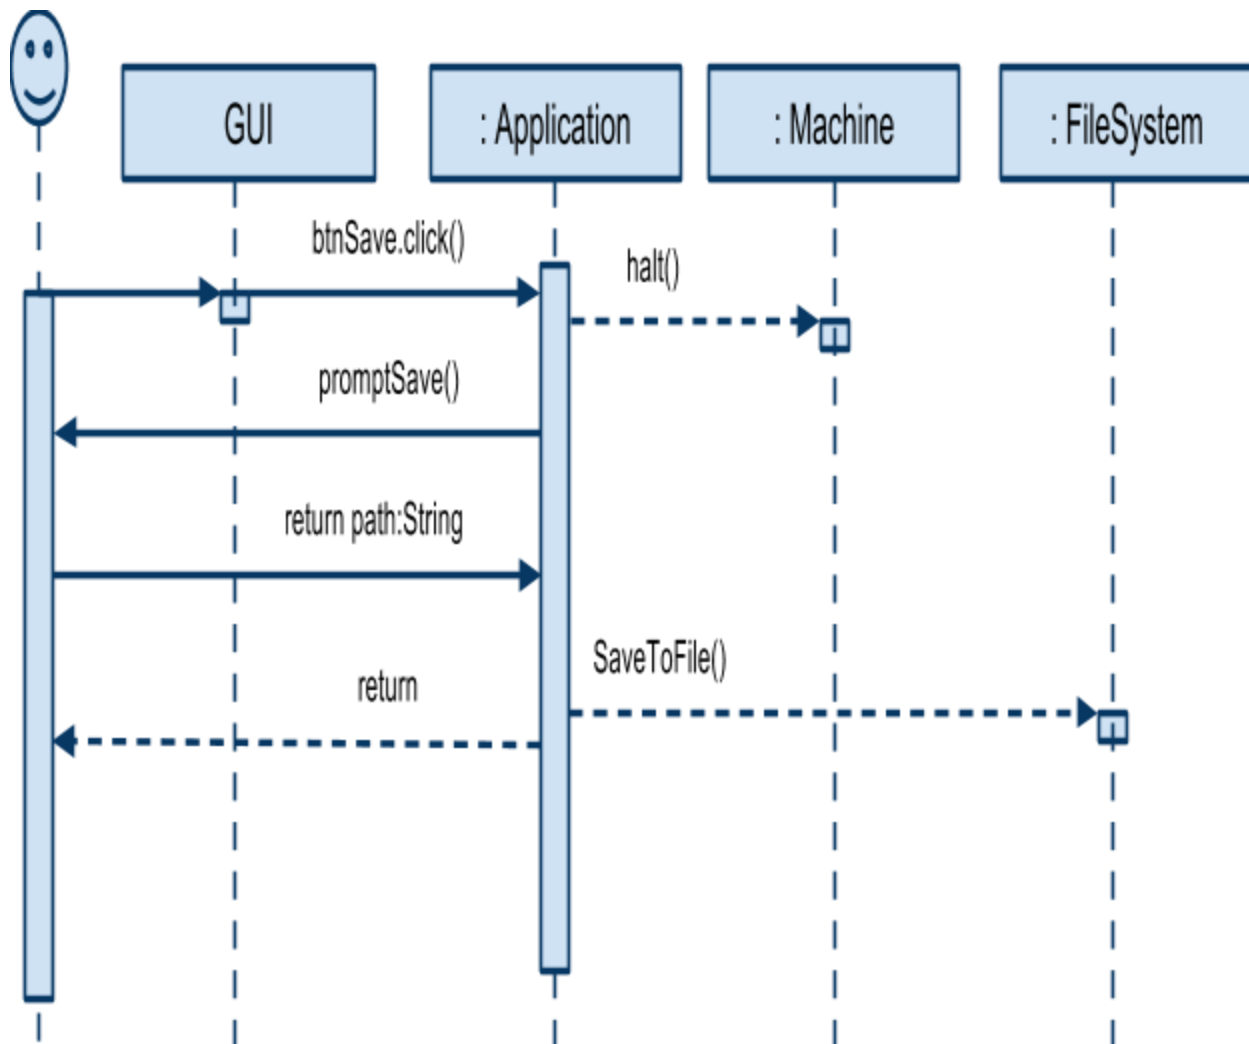 GUI
: Application
: Machine
: FileSystem
btnSave.click()
halt()
promptSave()
return path:String
SaveToFile()
return